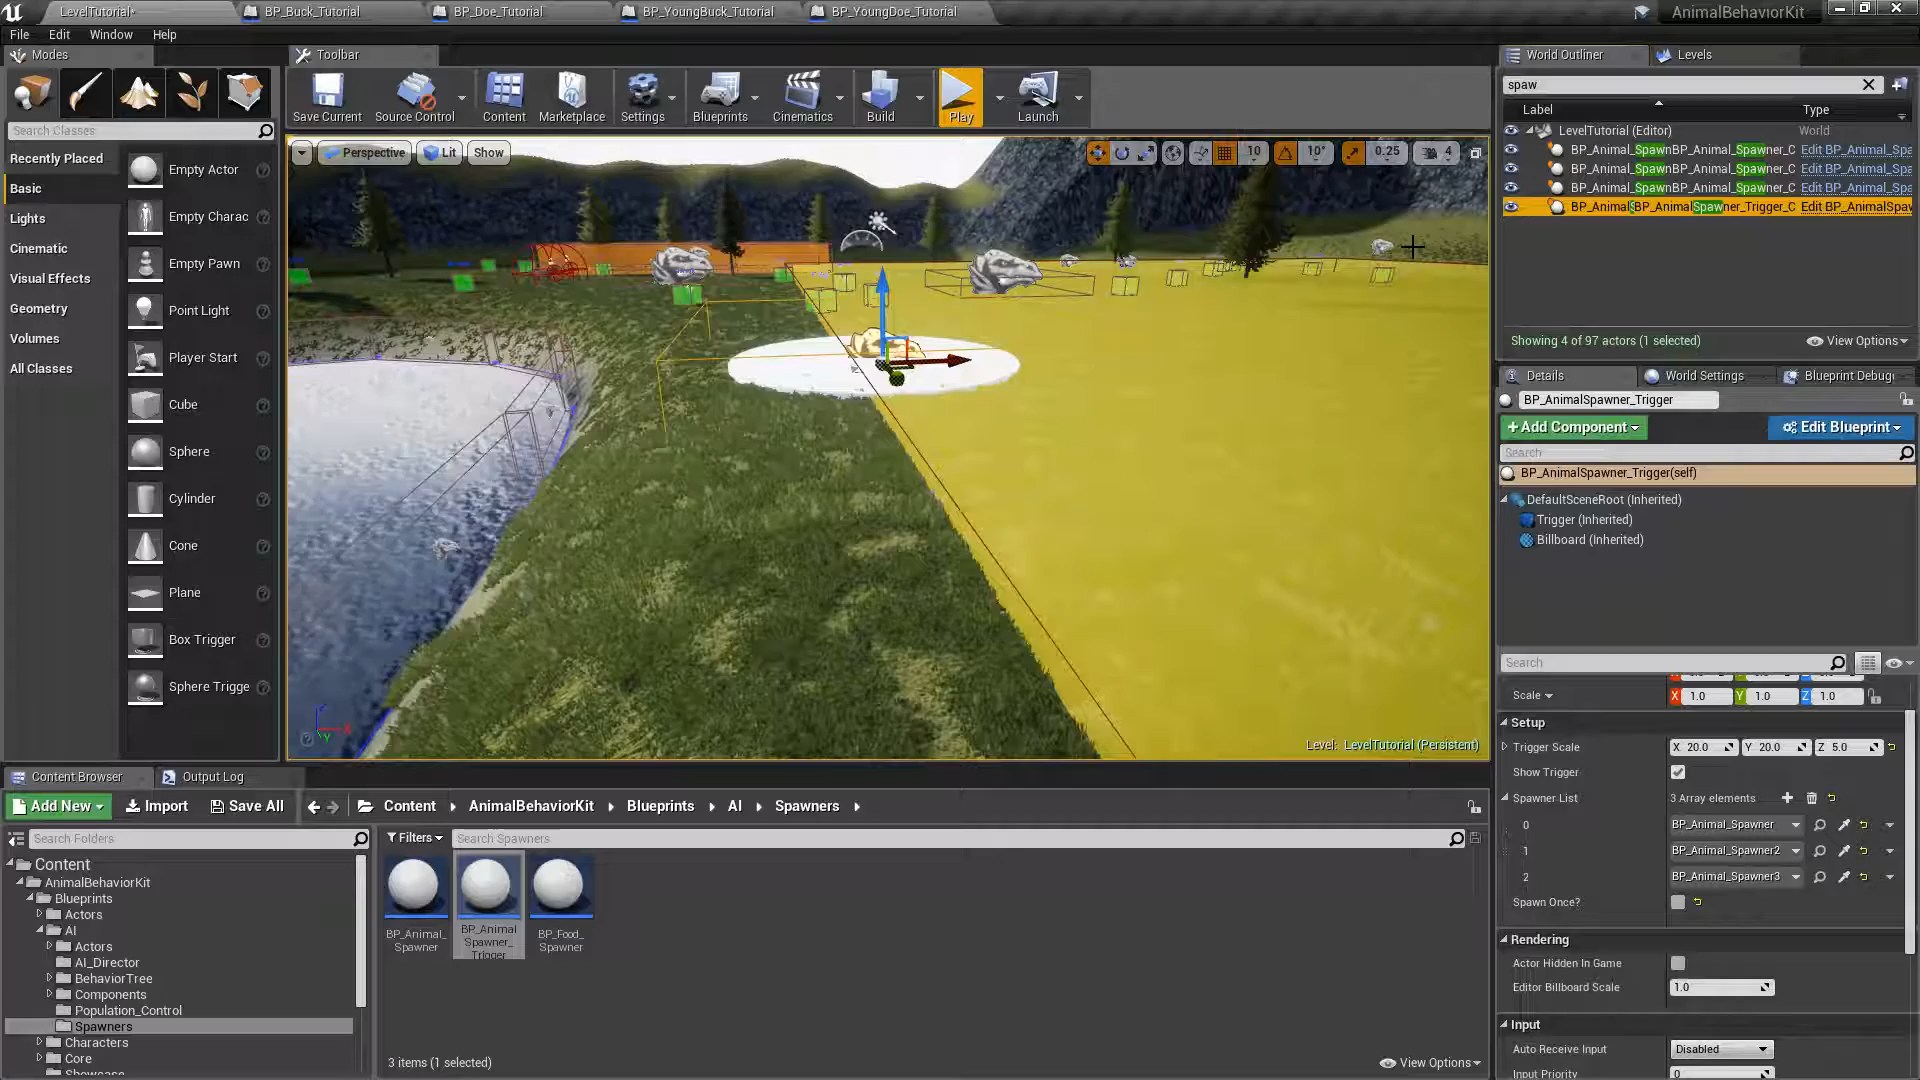 LevelTutorial*
BP_Buck_Tutorial
BP_Doe_Tutorial
BP_YoungBuck_Tutorial
BP_YoungDoe_Tutorial
AnimalBehaviorKit
File Edit Window Help
Modes
Toolbar
World Outliner
Levels
Save Current
Source Control
Content
Marketplace
Settings
Blueprints
Cinematics
Build
Play
Launch
spaw
Label
Type
LevelTutorial (Editor)
World
BP_Animal_SpawnBP_Animal_Spawner_C Edit BP_Animal_Spa
BP_Animal_SpawnBP_Animal_Spawner_C Edit BP_Animal_Spa
BP_Animal_SpawnBP_Animal_Spawner_C Edit BP_Animal_Spa
BP_AnimalSBP_AnimalSpawner_Trigger_C Edit BP_AnimalSpaw
Showing 4 of 97 actors (1 selected)
View Options
Search Classes
Recently Placed
Basic
Lights
Cinematic
Visual Effects
Geometry
Volumes
All Classes
Empty Actor
Empty Charac
Empty Pawn
Point Light
Player Start
Cube
Sphere
Cylinder
Cone
Plane
Box Trigger
Sphere Trigge
Perspective
Lit
Show
10
10°
0.25
4
Level: LevelTutorial (Persistent)
Details
World Settings
Blueprint Debug
BP_AnimalSpawner_Trigger
+Add Component
Edit Blueprint
Search
BP_AnimalSpawner_Trigger(self)
DefaultSceneRoot (Inherited)
Trigger (Inherited)
Billboard (Inherited)
Search
Scale X 1.0 Y 1.0 Z 1.0
Setup
Trigger Scale X 20.0 Y 20.0 Z 5.0
Show Trigger
Spawner List 3 Array elements
0 BP_Animal_Spawner
1 BP_Animal_Spawner2
2 BP_Animal_Spawner3
Spawn Once?
Rendering
Actor Hidden In Game
Editor Billboard Scale 1.0
Input
Auto Receive Input Disabled
Input Priority 0
Content Browser
Output Log
Add New
Import
Save All
Content
AnimalBehaviorKit
Blueprints
AI
Spawners
Search Folders
Filters
Search Spawners
Content
AnimalBehaviorKit
Blueprints
Actors
AI
Actors
AI_Director
BehaviorTree
Components
Population_Control
Spawners
Characters
Core
Showcase
BP_Animal_
Spawner
BP_Animal
Spawner_
Trigger
BP_Food_
Spawner
3 items (1 selected)
View Options